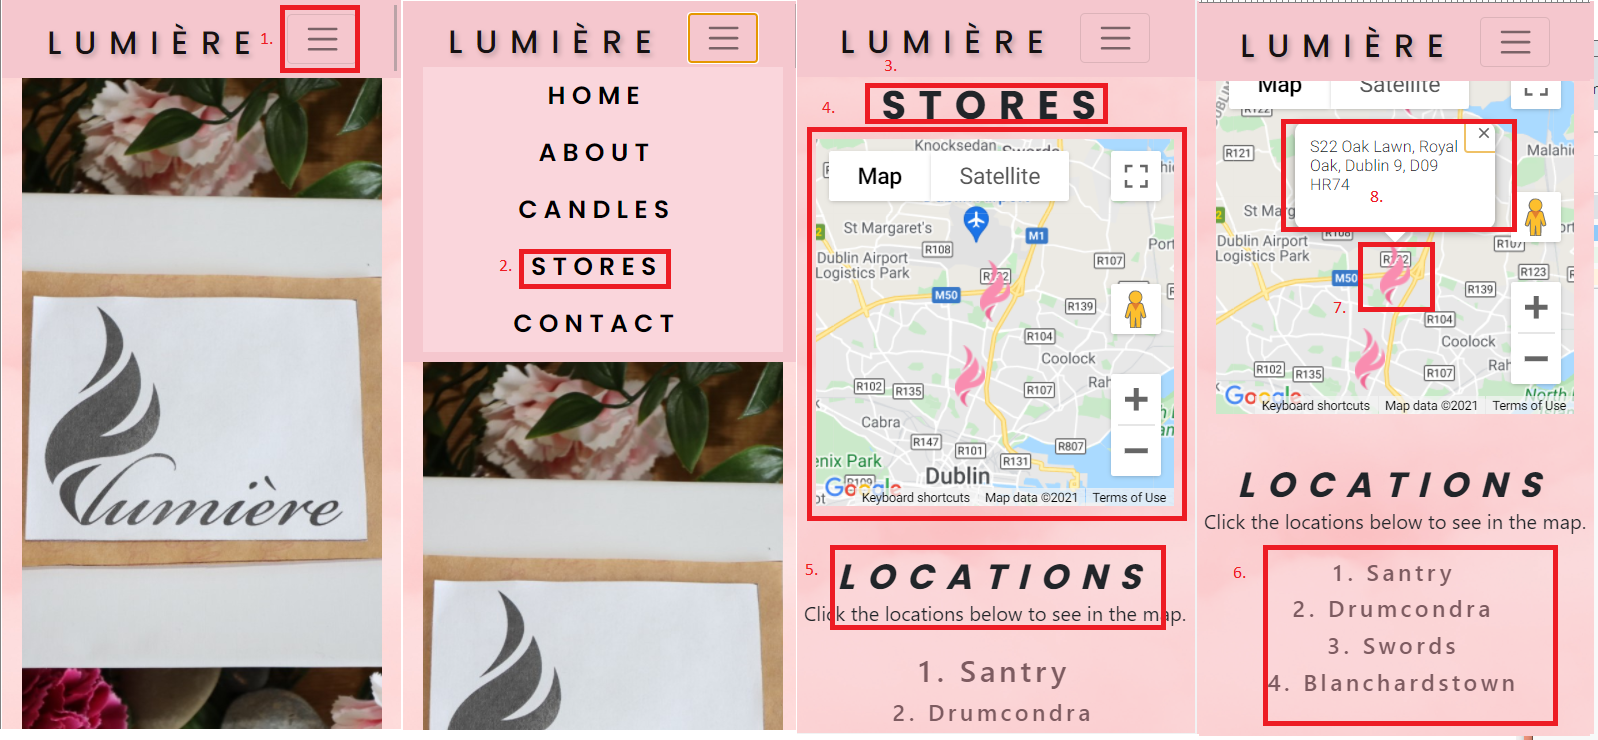 LUMIÈRE
1.
lumière
LUMIÈRE
HOME
ABOUT
CANDLES
2.
STORES
CONTACT
LUMIÈRE
3.
4.
STORES
Knocksedan
Swords
Map
Satellite
St Margaret's
M1
Port
R108
Dublin Airport
Logistics Park
R107
R132
M50
R139
R104
Coolock
R102
R135
R107
Rah
Cabra
R147
R101
R807
R131
enix Park
Dublin
R109
Google
Keyboard shortcuts
Map data ©2021
Terms of Use
5.
LOCATIONS
Click the locations below to see in the map.
1. Santry
2. Drumcondra
LUMIÈRE
Map
Satellite
R122
R121
Malahi
S22 Oak Lawn, Royal
Oak, Dublin 9, D09
HR74
8.
St Marg
R108
Dublin Airport
Logistics Park
R107
R132
M50
R123
7.
R139
R104
Coolock
R102
R135
R107
Rah
North
Google
Keyboard shortcuts
Map data ©2021
Terms of Use
LOCATIONS
Click the locations below to see in the map.
6.
1. Santry
2. Drumcondra
3. Swords
4. Blanchardstown